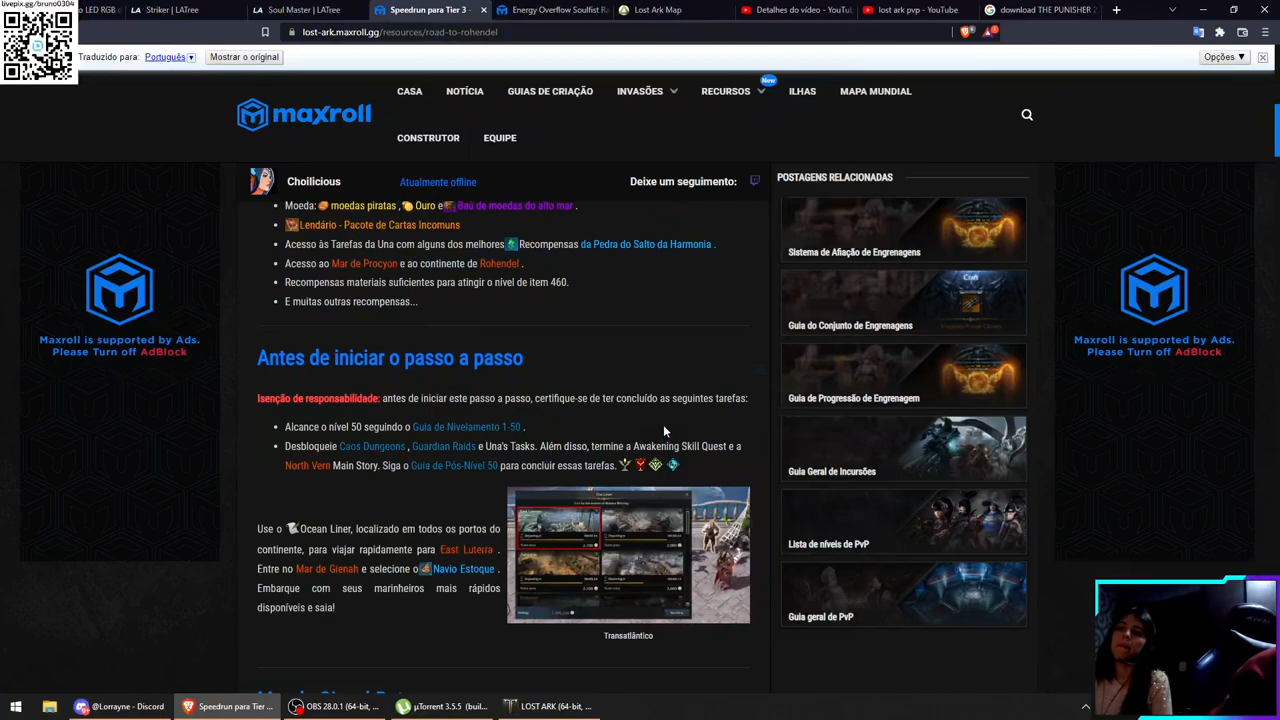 livepix.gg/bruno0304
o LED RGB d
Striker | LATree
Soul Master | LATree
Speedrun para Tier 3 -
Energy Overflow Soulfist Ra
Lost Ark Map
Detalhes do vídeo - YouTu
lost ark pvp - YouTube
download THE PUNISHER 2
lost-ark.maxroll.gg/resources/road-to-rohendel
Traduzido para: Português
Mostrar o original
Opções ▼
maxroll
CASA NOTÍCIA GUIAS DE CRIAÇÃO INVASÕES RECURSOS New ILHAS MAPA MUNDIAL
CONSTRUTOR EQUIPE
Choilicious Atualmente offline Deixe um seguimento:
Moeda: moedas piratas , Ouro e Baú de moedas do alto mar .
Lendário - Pacote de Cartas Incomuns
Acesso às Tarefas da Una com alguns dos melhores Recompensas da Pedra do Salto da Harmonia .
Acesso ao Mar de Procyon e ao continente de Rohendel .
Recompensas materiais suficientes para atingir o nível de item 460.
E muitas outras recompensas...
Antes de iniciar o passo a passo
Isenção de responsabilidade: antes de iniciar este passo a passo, certifique-se de ter concluído as seguintes tarefas:
Alcance o nível 50 seguindo o Guia de Nivelamento 1-50 .
Desbloqueie Caos Dungeons , Guardian Raids e Una's Tasks. Além disso, termine a Awakening Skill Quest e a
North Vern Main Story. Siga o Guia de Pós-Nível 50 para concluir essas tarefas.
Use o Ocean Liner, localizado em todos os portos do
continente, para viajar rapidamente para East Luterra .
Entre no Mar de Gienah e selecione o Navio Estoque .
Embarque com seus marinheiros mais rápidos
disponíveis e saia!
Transatlântico
POSTAGENS RELACIONADAS
Sistema de Afiação de Engrenagens
Craft
Guia do Conjunto de Engrenagens
Guia de Progressão de Engrenagem
Guia Geral de Incursões
Lista de níveis de PvP
Guia geral de PvP
Maxroll is supported by Ads.
Please Turn off AdBlock
Maxroll is supported by Ads.
Please Turn off AdBlock
@Lorrayne - Discord
Speedrun para Tier ...
OBS 28.0.1 (64-bit, ...
µTorrent 3.5.5 (buil...
LOST ARK (64-bit, ...